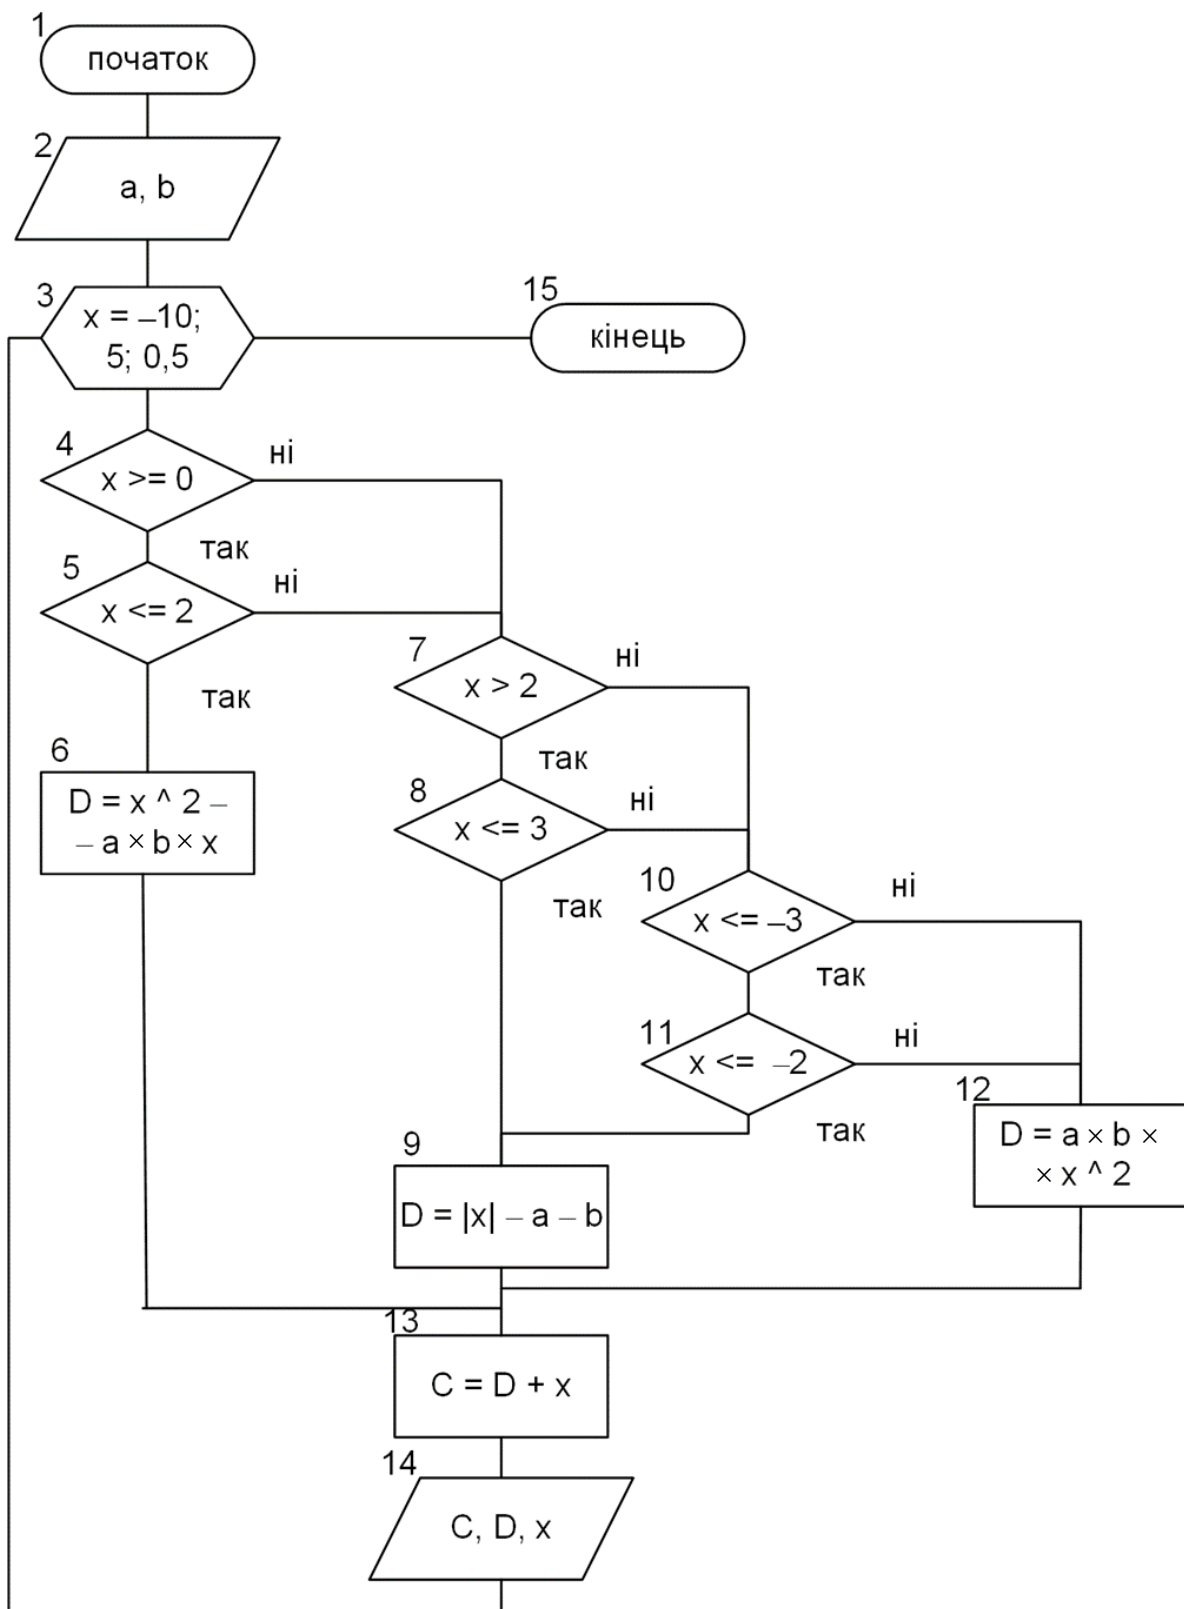 1
початок
2
a, b
3
x = –10;
5; 0,5
15
кінець
4
x >= 0
ні
так
5
x <= 2
ні
так
6
D = x ^ 2 –
– a × b × x
7
x > 2
ні
так
8
x <= 3
ні
так
10
x <= –3
ні
так
11
x <= –2
ні
так
12
D = a × b ×
× x ^ 2
9
D = |x| – a – b
13
C = D + x
14
C, D, x